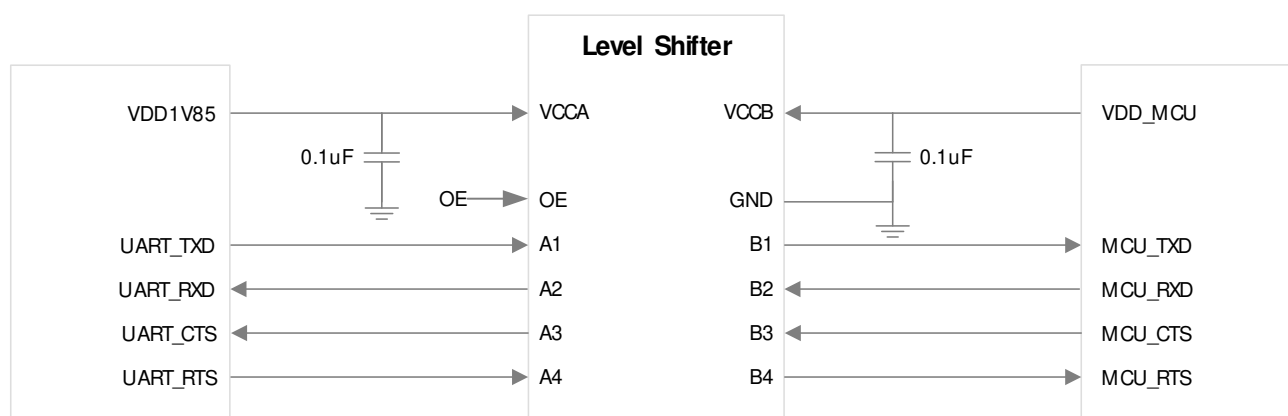 Level Shifter
VDD1V85 VCCA VCCB VDD_MCU
0.1uF 0.1uF
OE OE GND
UART_TXD A1 B1 MCU_TXD
UART_RXD A2 B2 MCU_RXD
UART_CTS A3 B3 MCU_CTS
UART_RTS A4 B4 MCU_RTS